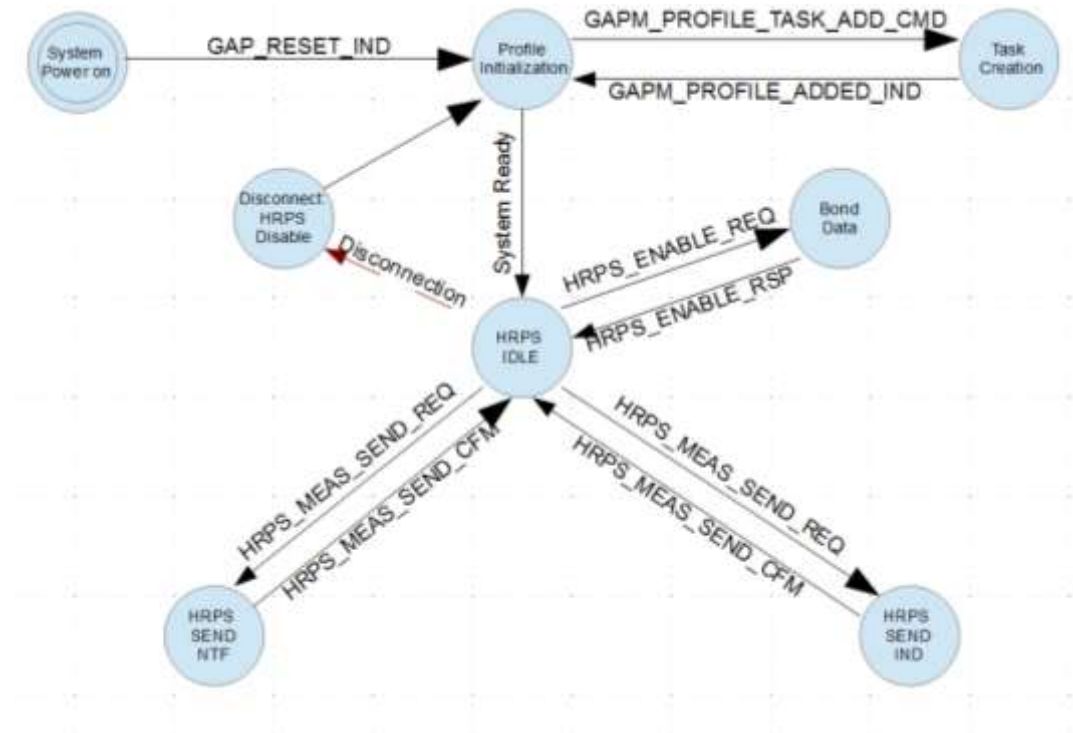 System
Power on
GAP_RESET_IND
Profile
Initialization
GAPM_PROFILE_TASK_ADD_CMD
GAPM_PROFILE_ADDED_IND
Task
Creation
Disconnect
HRPS
Disable
Disconnection
System Ready
HRPS_ENABLE_REQ
HRPS_ENABLE_RSP
Bond
Data
HRPS
IDLE
HRPS_MEAS_SEND_REQ
HRPS_MEAS_SEND_CFM
HRPS_MEAS_SEND_REQ
HRPS_MEAS_SEND_CFM
HRPS
SEND
NTF
HRPS
SEND
IND